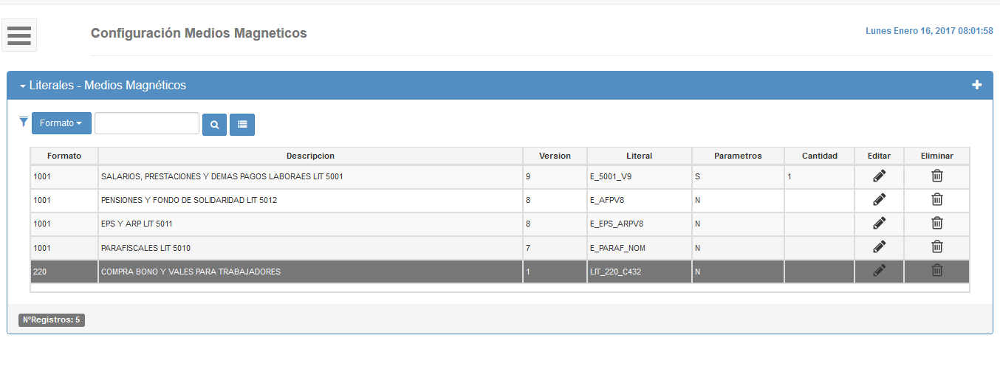 Configuración Medios Magneticos
Lunes Enero 16, 2017 08:01:58
Literales - Medios Magnéticos
Formato
Formato Descripcion Version Literal Parametros Cantidad Editar Eliminar
1001 SALARIOS, PRESTACIONES Y DEMAS PAGOS LABORAES LIT 5001 9 E_5001_V9 S 1
1001 PENSIONES Y FONDO DE SOLIDARIDAD LIT 5012 8 E_AFPV8 N
1001 EPS Y ARP LIT 5011 8 E_EPS_ARPV8 N
1001 PARAFISCALES LIT 5010 7 E_PARAF_NOM N
220 COMPRA BONO Y VALES PARA TRABAJADORES 1 LIT_220_C432 N
NºRegistros: 5